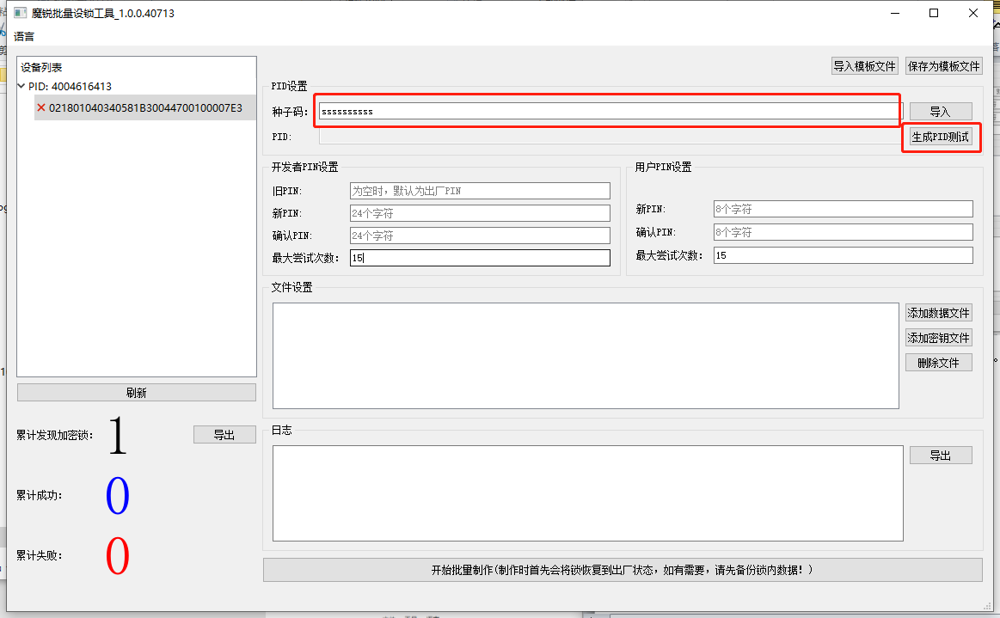 魔锐批量设锁工具_1.0.0.40713
语言
设备列表
PID: 4004616413
021801040340581B30044700100007E3
刷新
累计发现加密锁: 1
导出
累计成功: 0
累计失败: 0
导入模板文件 保存为模板文件
PID设置
种子码: ssssssssss 导入
PID: 生成PID测试
开发者PIN设置
旧PIN: 为空时，默认为出厂PIN
新PIN: 24个字符
确认PIN: 24个字符
最大尝试次数: 15
用户PIN设置
新PIN: 8个字符
确认PIN: 8个字符
最大尝试次数: 15
文件设置
添加数据文件
添加密钥文件
删除文件
日志
导出
开始批量制作(制作时首先会将锁恢复到出厂状态，如有需要，请先备份锁内数据！)